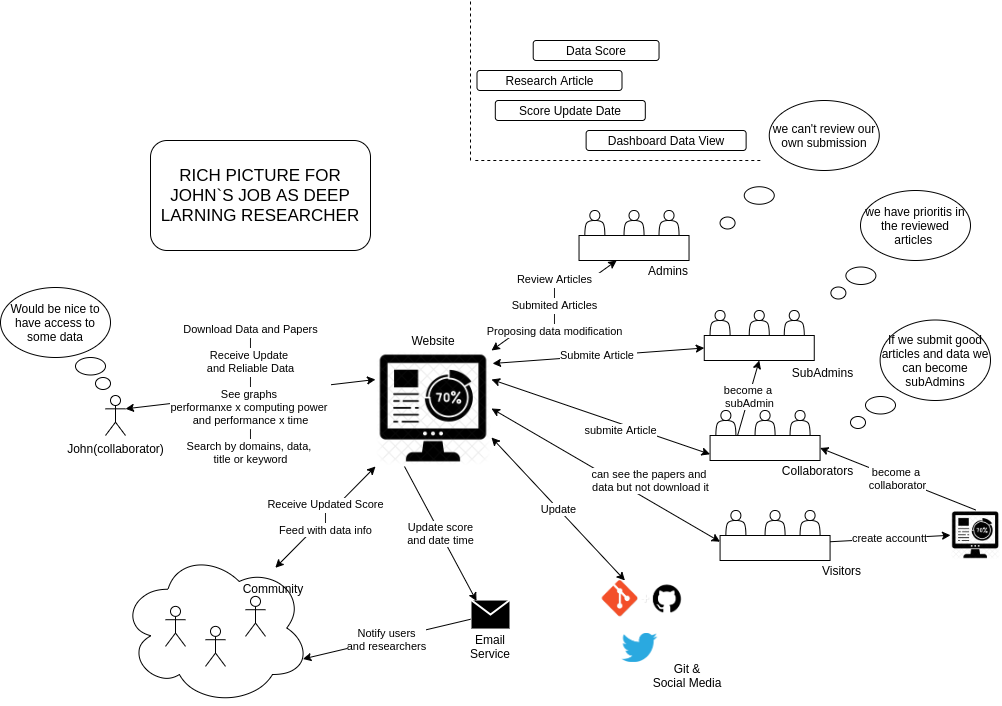 Data Score
Research Article
Score Update Date
Dashboard Data View
we can't review our
own submission
RICH PICTURE FOR
JOHN`S JOB AS DEEP
LARNING RESEARCHER
we have prioritis in
the reviewed
articles
Admins
Review Articles
|
Submited Articles
|
Proposing data modification
Would be nice to
have access to
some data
Download Data and Papers
|
Receive Update
and Reliable Data
|
See graphs
performanxe x computing power
and performance x time
|
Search by domains, data,
title or keyword
Website
70%
Submite Article
SubAdmins
If we submit good
articles and data we
can become
subAdmins
become a
subAdmin
John(collaborator)
submite Article
Collaborators
become a
collaborator
can see the papers and
data but not download it
Receive Updated Score
|
Feed with data info
Update score
and date time
Update
create accountt
Visitors
Community
Notify users
and researchers
Email
Service
Git &
Social Media